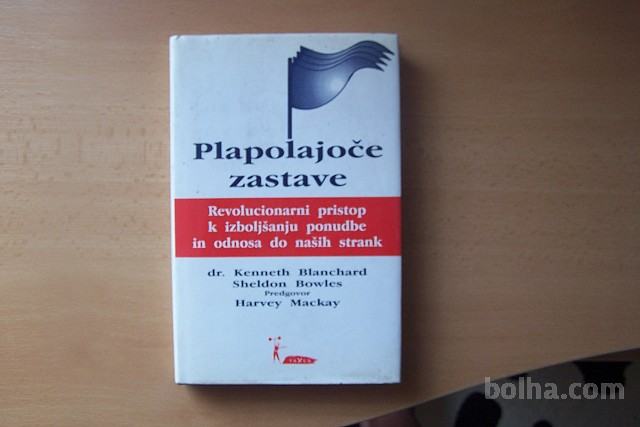 Plapolajoče
zastave
Revolucionarni pristop
k izboljšanju ponudbe
in odnosa do naših strank
dr. Kenneth Blanchard
Sheldon Bowles
Predgovor
Harvey Mackay
TAXUS
bolha.com